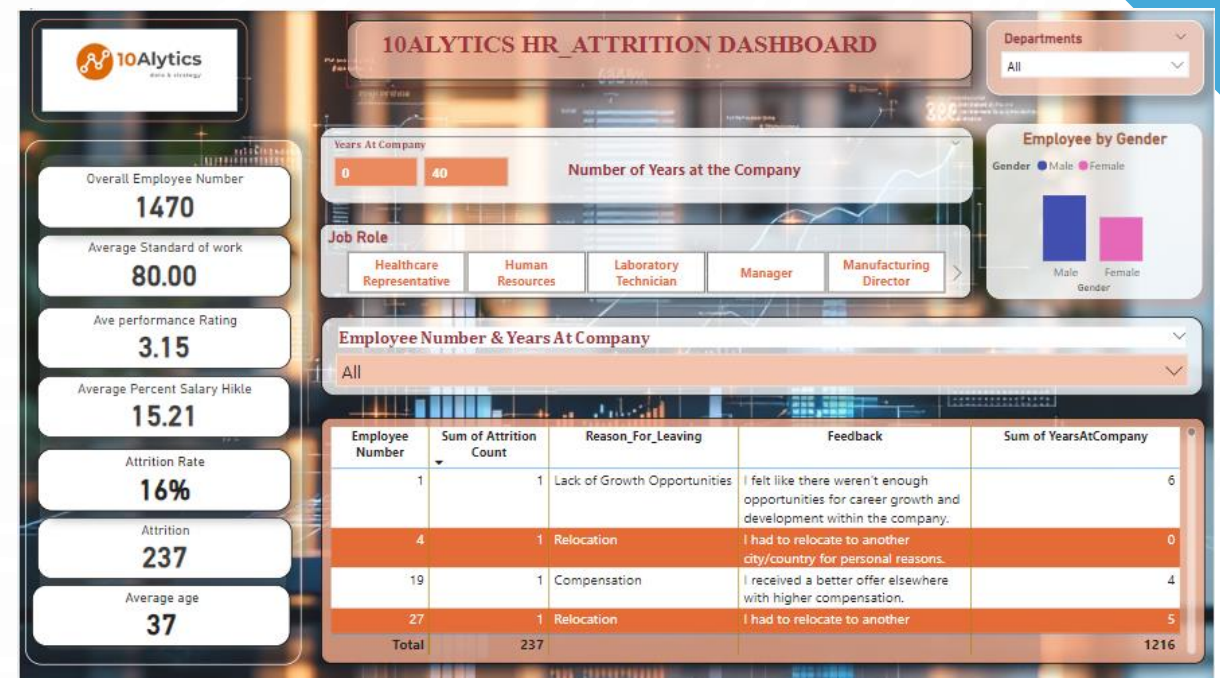 10Alytics
data & strategy
10ALYTICS HR_ATTRITION DASHBOARD
Departments
All
Overall Employee Number
1470
Average Standard of work
80.00
Ave performance Rating
3.15
Average Percent Salary Hikle
15.21
Attrition Rate
16%
Attrition
237
Average age
37
Years At Company
0 40
Number of Years at the Company
Job Role
Healthcare
Representative
Human
Resources
Laboratory
Technician
Manager
Manufacturing
Director
Employee by Gender
Gender Male Female
Male Female
Gender
Employee Number & Years At Company
All
Employee
Number
Sum of Attrition
Count
Reason_For_Leaving
Feedback
Sum of YearsAtCompany
1 1 Lack of Growth Opportunities I felt like there weren't enough 6
opportunities for career growth and
development within the company.
4 1 Relocation I had to relocate to another 0
city/country for personal reasons.
19 1 Compensation I received a better offer elsewhere 4
with higher compensation.
27 1 Relocation I had to relocate to another 5
Total 237 1216